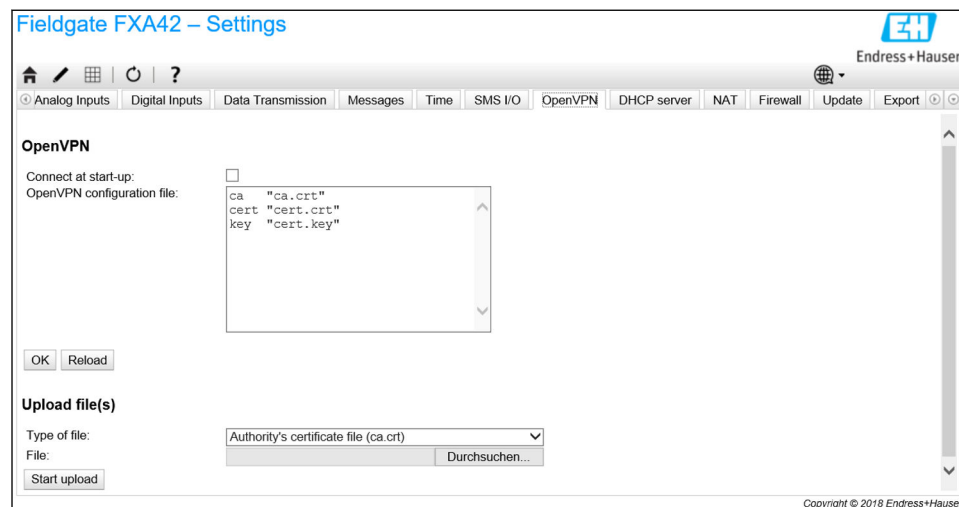 Fieldgate FXA42 – Settings
EH
Endress+Hauser
?
Analog Inputs Digital Inputs Data Transmission Messages Time SMS I/O OpenVPN DHCP server NAT Firewall Update Export
OpenVPN
Connect at start-up:
OpenVPN configuration file:
ca "ca.crt"
cert "cert.crt"
key "cert.key"
OK Reload
Upload file(s)
Type of file: Authority's certificate file (ca.crt)
File: Durchsuchen...
Start upload
Copyright © 2018 Endress+Hauser